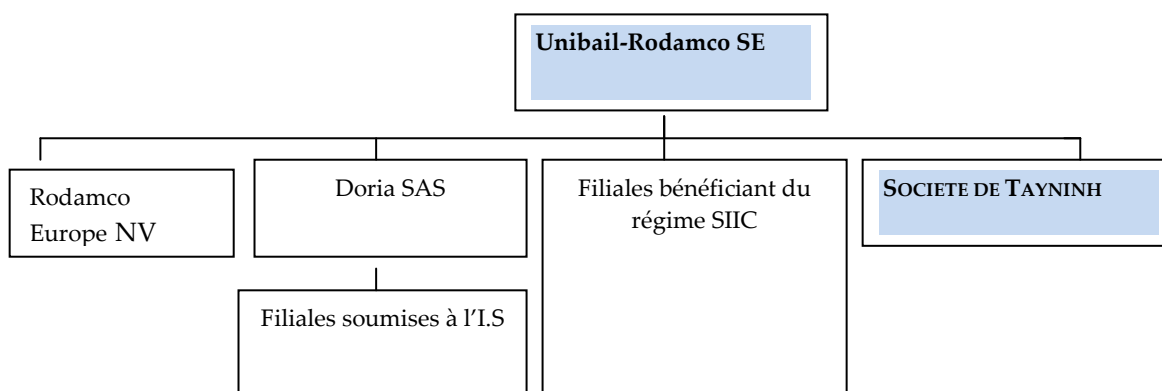 Unibail-Rodamco SE
Rodamco
Europe NV
Doria SAS
Filiales bénéficiant du
régime SIIC
SOCIETE DE TAYNINH
Filiales soumises à l'I.S